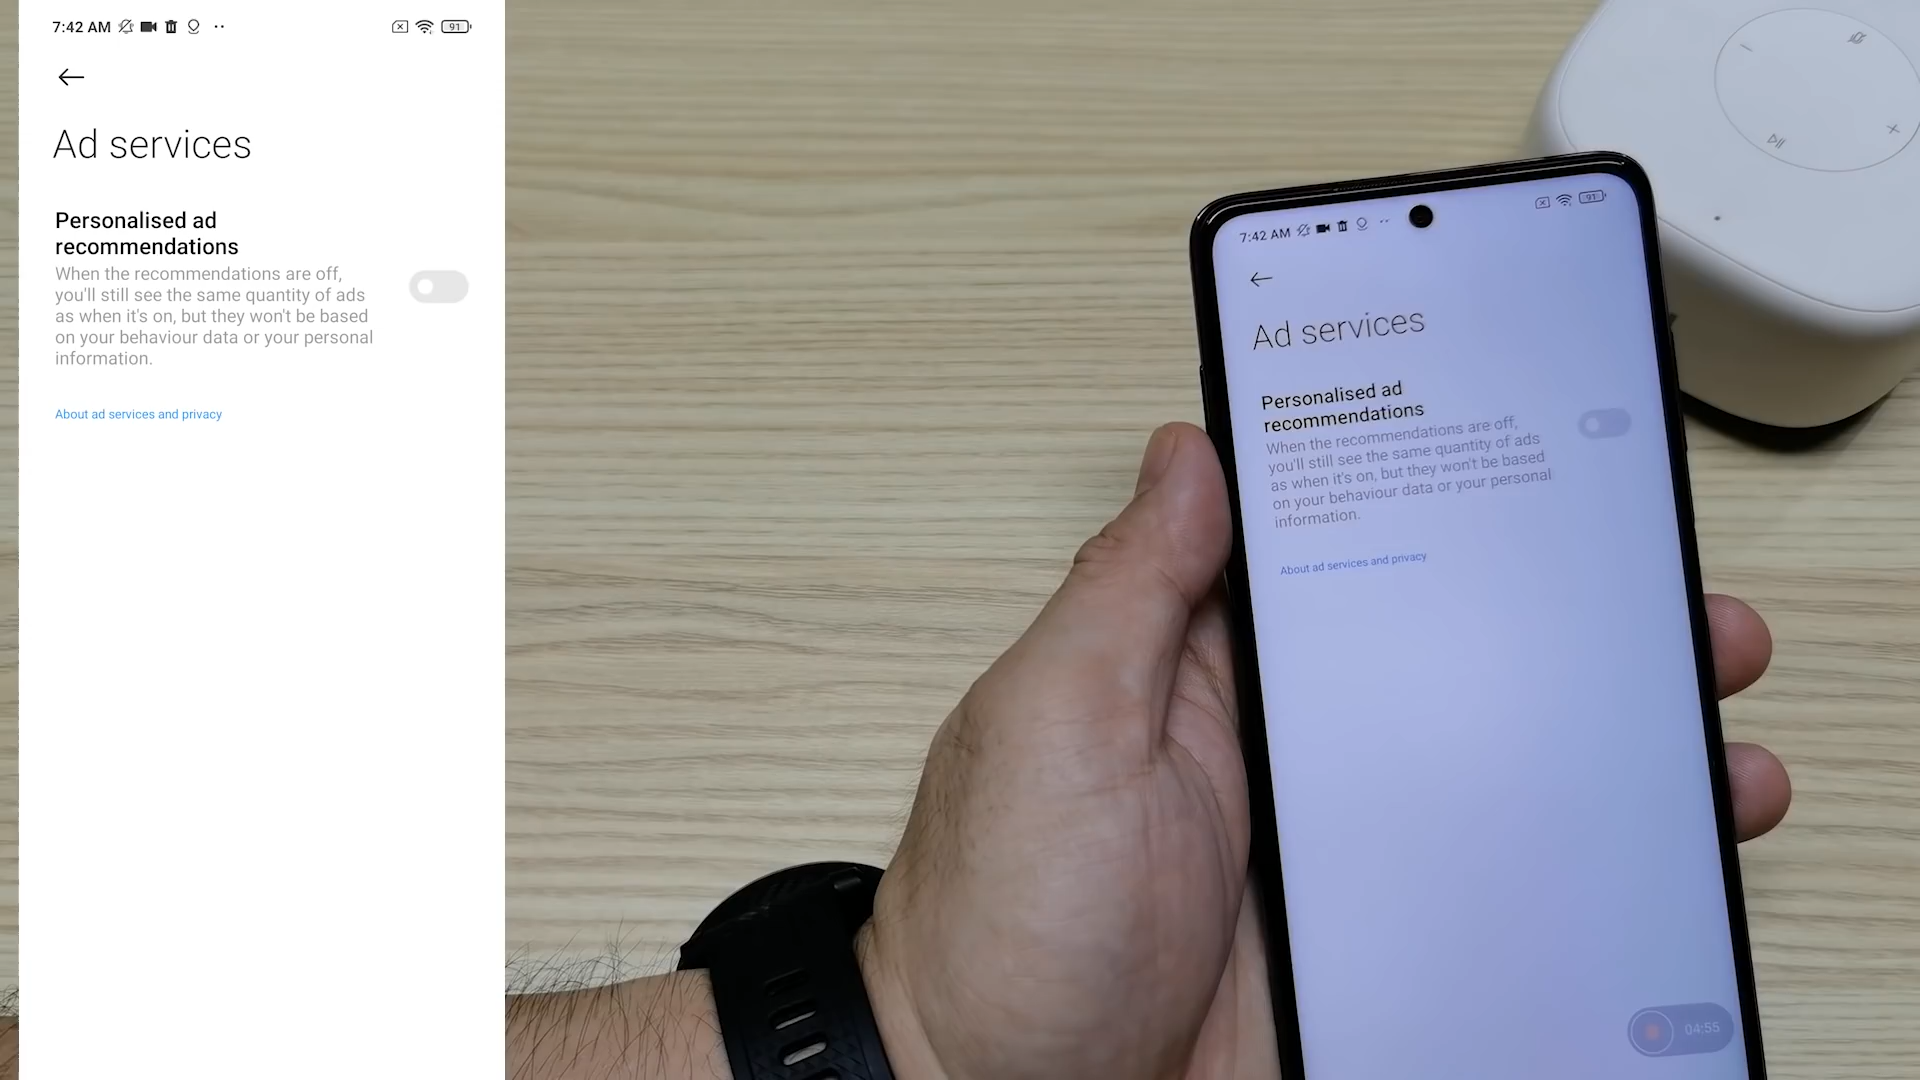 7:42 AM
91
Ad services
Personalised ad
recommendations
When the recommendations are off,
you'll still see the same quantity of ads
as when it's on, but they won't be based
on your behaviour data or your personal
information.
About ad services and privacy
7:42 AM
91
Ad services
Personalised ad
recommendations
When the recommendations are off,
you'll still see the same quantity of ads
as when it's on, but they won't be based
on your behaviour data or your personal
information.
About ad services and privacy
04:55